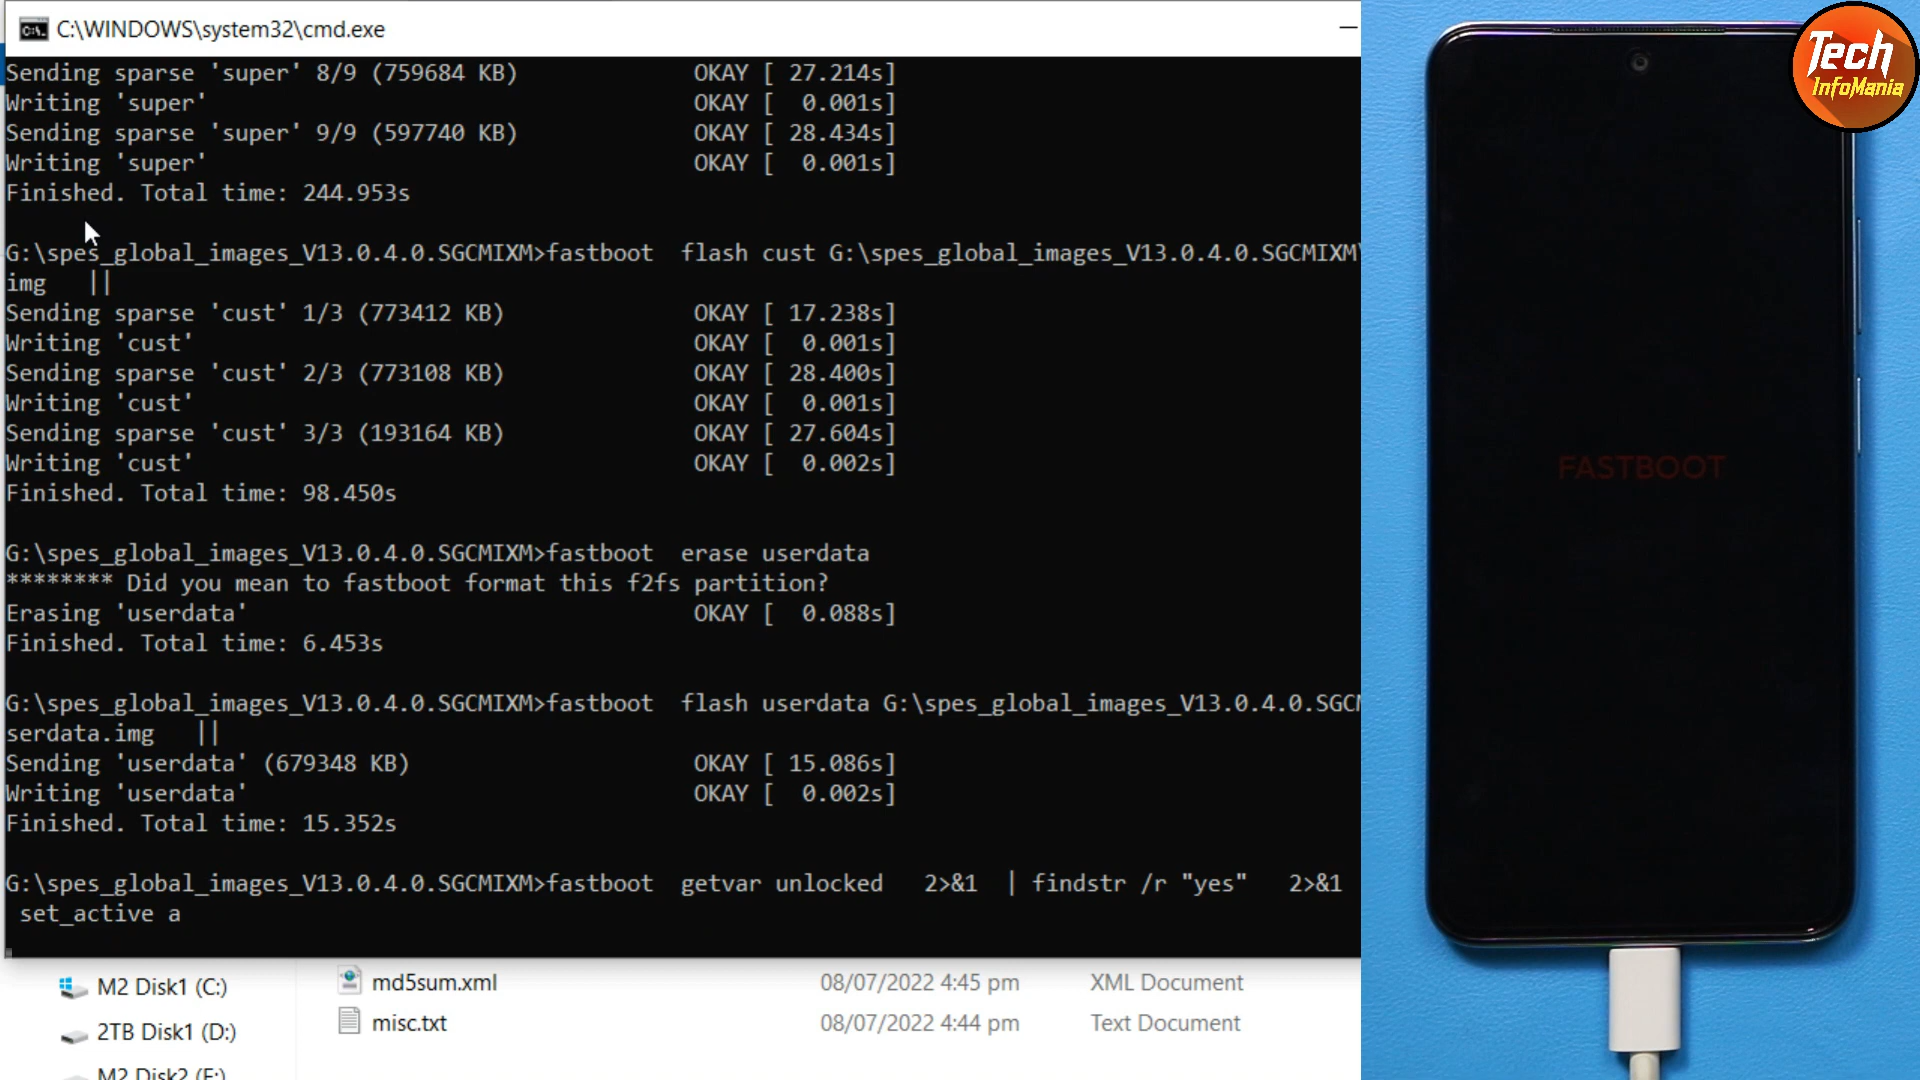 C:\WINDOWS\system32\cmd.exe
Sending sparse 'super' 8/9 (759684 KB) OKAY [ 27.214s]
Writing 'super' OKAY [ 0.001s]
Sending sparse 'super' 9/9 (597740 KB) OKAY [ 28.434s]
Writing 'super' OKAY [ 0.001s]
Finished. Total time: 244.953s
G:\spes_global_images_V13.0.4.0.SGCMIXM>fastboot flash cust G:\spes_global_images_V13.0.4.0.SGCMIXM\
img ||
Sending sparse 'cust' 1/3 (773412 KB) OKAY [ 17.238s]
Writing 'cust' OKAY [ 0.001s]
Sending sparse 'cust' 2/3 (773108 KB) OKAY [ 28.400s]
Writing 'cust' OKAY [ 0.001s]
Sending sparse 'cust' 3/3 (193164 KB) OKAY [ 27.604s]
Writing 'cust' OKAY [ 0.002s]
Finished. Total time: 98.450s
G:\spes_global_images_V13.0.4.0.SGCMIXM>fastboot erase userdata
******** Did you mean to fastboot format this f2fs partition?
Erasing 'userdata' OKAY [ 0.088s]
Finished. Total time: 6.453s
G:\spes_global_images_V13.0.4.0.SGCMIXM>fastboot flash userdata G:\spes_global_images_V13.0.4.0.SGC
serdata.img ||
Sending 'userdata' (679348 KB) OKAY [ 15.086s]
Writing 'userdata' OKAY [ 0.002s]
Finished. Total time: 15.352s
G:\spes_global_images_V13.0.4.0.SGCMIXM>fastboot getvar unlocked 2>&1 | findstr /r "yes" 2>&1
set_active a
M2 Disk1 (C:)
2TB Disk1 (D:)
M2 Disk2 (E:)
md5sum.xml 08/07/2022 4:45 pm XML Document
misc.txt 08/07/2022 4:44 pm Text Document
FASTBOOT
Tech
InfoMania